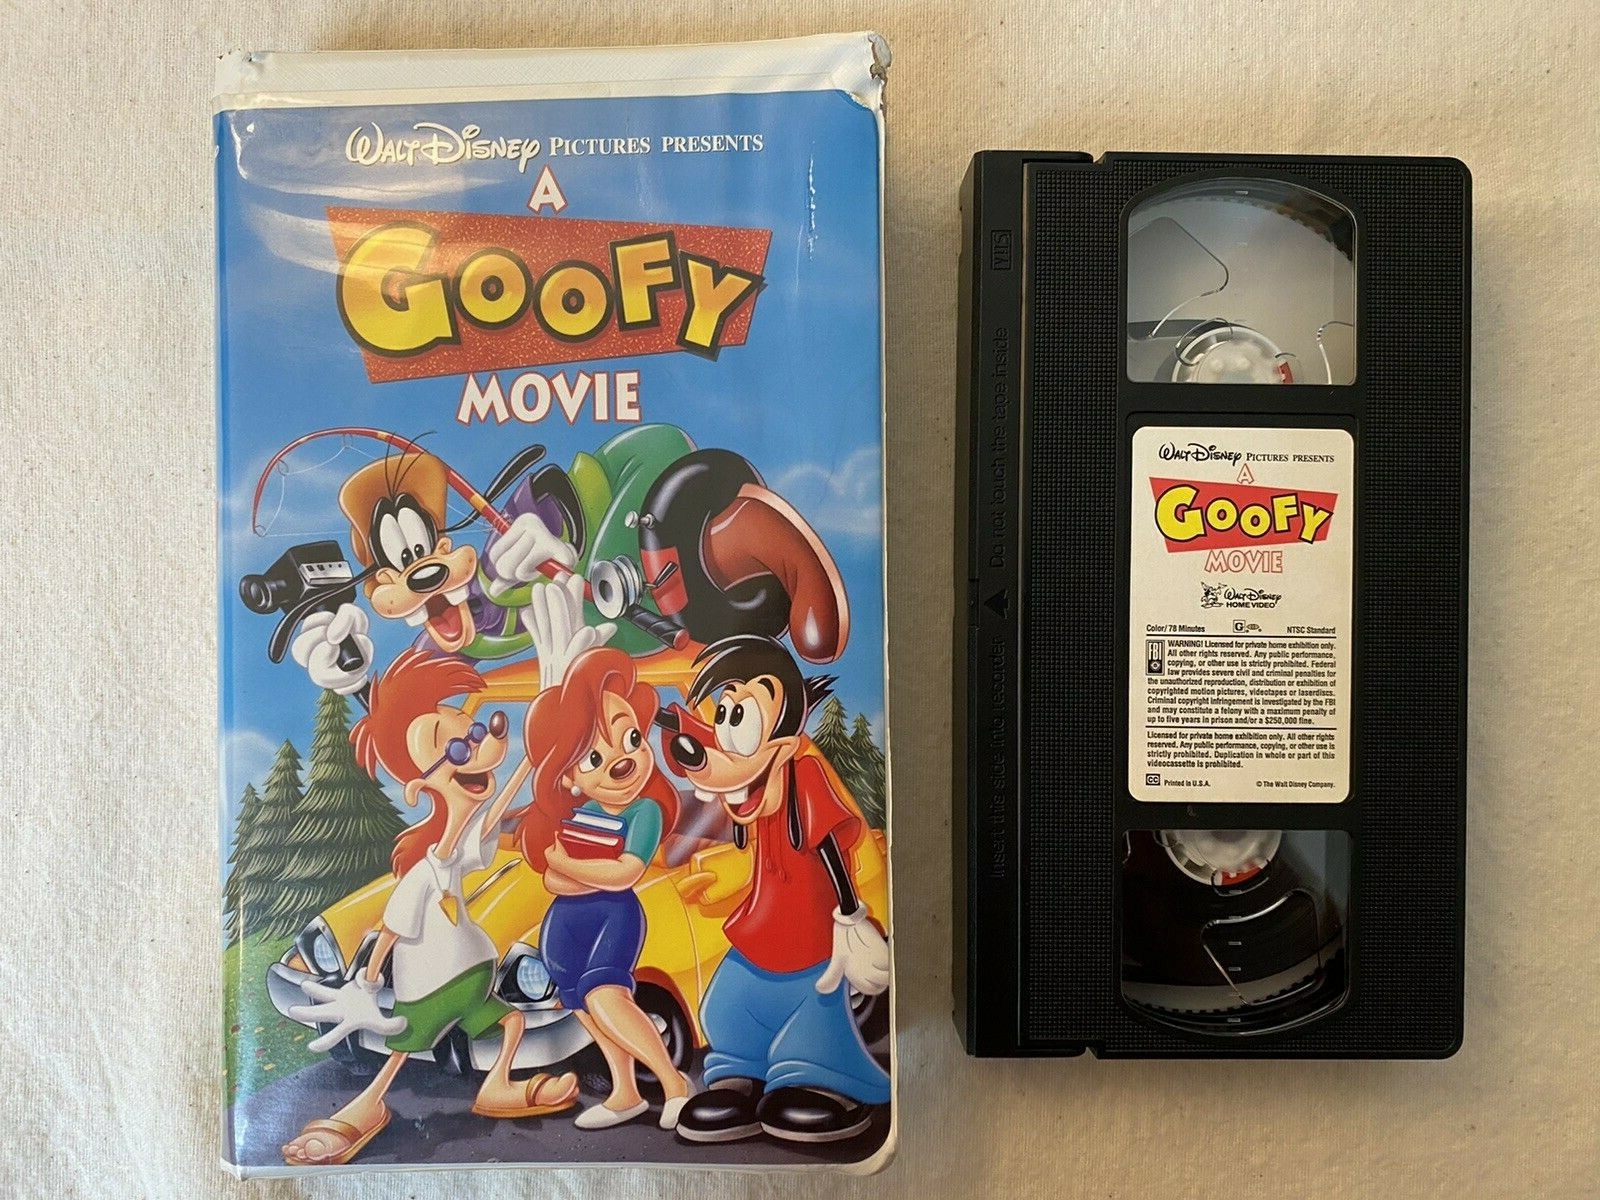 Walt Disney PICTURES PRESENTS
A
GOOFY
MOVIE
VHS
Do not touch the tape inside
Insert this side into recorder
Walt Disney PICTURES PRESENTS
A
GOOFY
MOVIE
Walt Disney
HOME VIDEO
Color/ 78 Minutes G NTSC Standard
FBI
WARNING! Licensed for private home exhibition only.
All other rights reserved. Any public performance,
copying, or other use is strictly prohibited. Federal
law provides severe civil and criminal penalties for
the unauthorized reproduction, distribution or exhibition of
copyrighted motion pictures, videotapes or laserdiscs.
Criminal copyright infringement is investigated by the FBI
and may constitute a felony with a maximum penalty of
up to five years in prison and/or a $250,000 fine.
Licensed for private home exhibition only. All other rights
reserved. Any public performance, copying, or other use is
strictly prohibited. Duplication in whole or part of this
videocassette is prohibited.
CC Printed in U.S.A. © The Walt Disney Company.